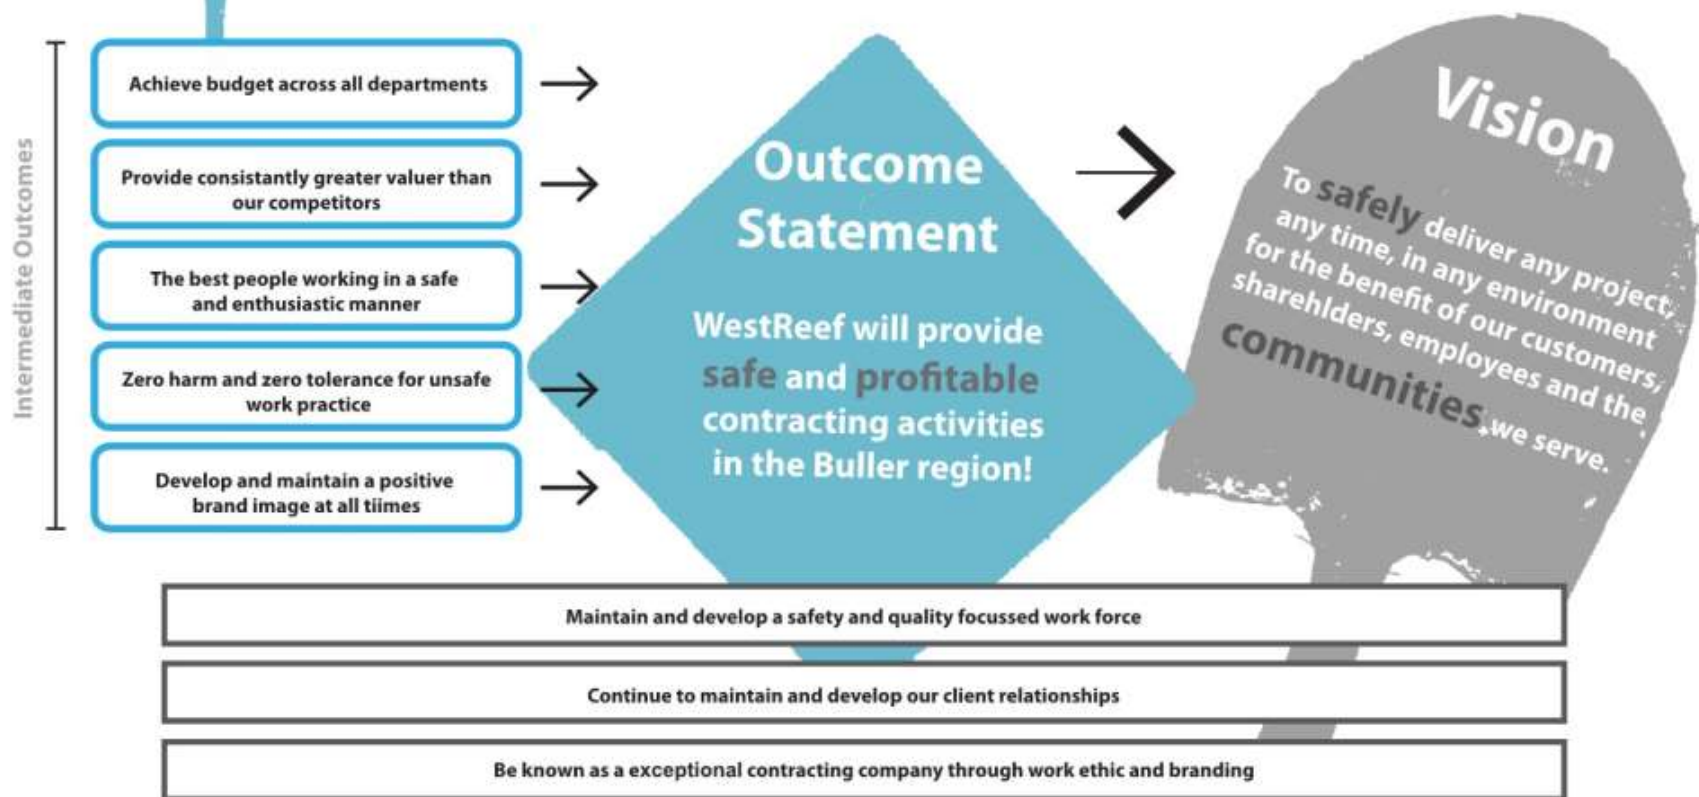 Intermediate Outcomes
Achieve budget across all departments
Provide consistantly greater valuer than
our competitors
The best people working in a safe
and enthusiastic manner
Zero harm and zero tolerance for unsafe
work practice
Develop and maintain a positive
brand image at all tiimes
Outcome
Statement
WestReef will provide
safe and profitable
contracting activities
in the Buller region!
Vision
To safely deliver any project,
any time, in any environment
for the benefit of our customers,
sharehlders, employees and the
communities, we serve.
Maintain and develop a safety and quality focussed work force
Continue to maintain and develop our client relationships
Be known as a exceptional contracting company through work ethic and branding